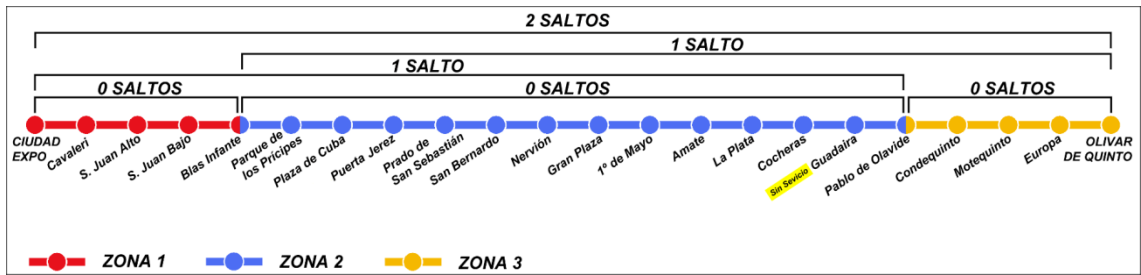 2 SALTOS
1 SALTO
1 SALTO
0 SALTOS
0 SALTOS
0 SALTOS
CIUDAD
EXPO
Cavaleri
S. Juan Alto
S. Juan Bajo
Blas Infante
Parque de
los Prícipes
Plaza de Cuba
Puerta Jerez
Prado de
San Sebastián
San Bernardo
Nervión
Gran Plaza
1º de Mayo
Amate
La Plata
Cocheras
Sin Sevicio Guadaira
Pablo de Olavide
Condequinto
Motequinto
Europa
OLIVAR
DE QUINTO
ZONA 1
ZONA 2
ZONA 3